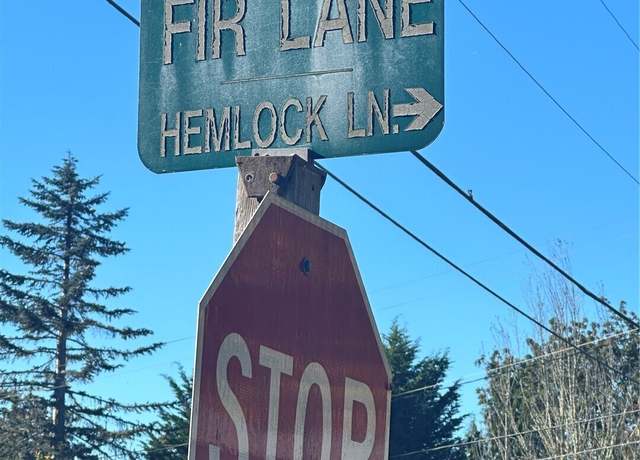 FIR LANE
HEMLOCK LN.
STOP